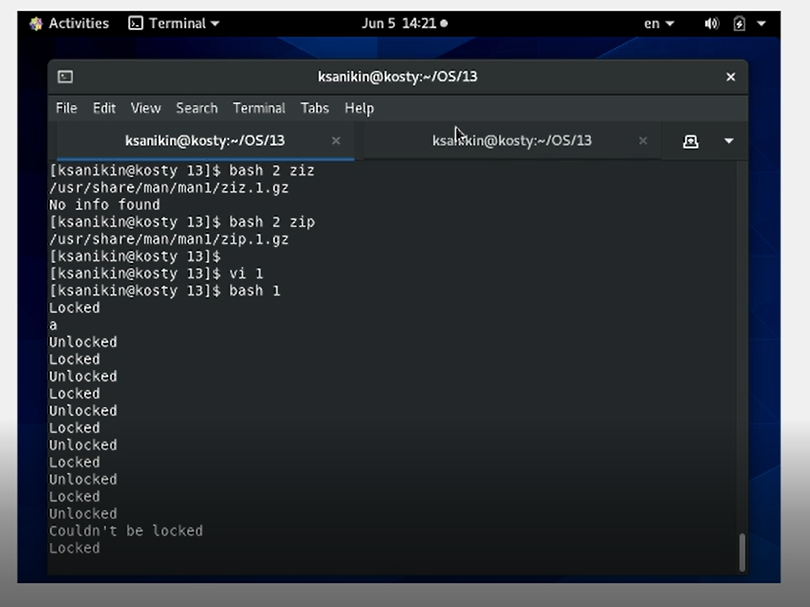 Activities Terminal Jun 5 14:21 en
ksanikin@kosty:~/OS/13
File Edit View Search Terminal Tabs Help
ksanikin@kosty:~/OS/13 ksanikin@kosty:~/OS/13
[ksanikin@kosty 13]$ bash 2 ziz
/usr/share/man/man1/ziz.1.gz
No info found
[ksanikin@kosty 13]$ bash 2 zip
/usr/share/man/man1/zip.1.gz
[ksanikin@kosty 13]$
[ksanikin@kosty 13]$ vi 1
[ksanikin@kosty 13]$ bash 1
Locked
a
Unlocked
Locked
Unlocked
Locked
Unlocked
Locked
Unlocked
Locked
Unlocked
Locked
Unlocked
Couldn't be locked
Locked